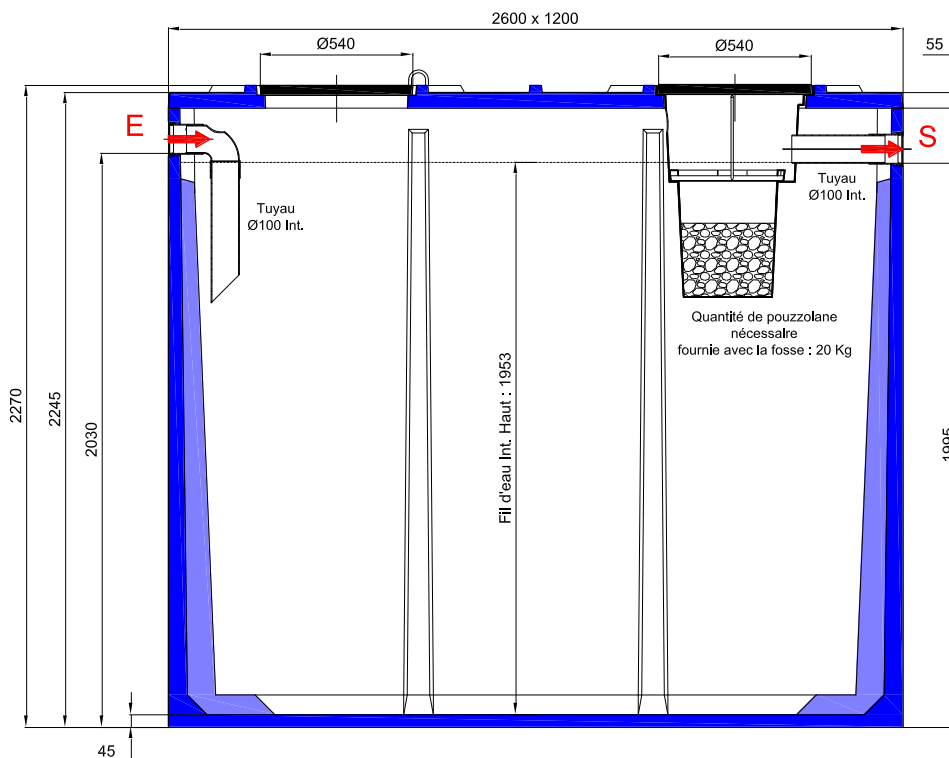 2600 x 1200
Ø540
Ø540
55
E
S
Tuyau
Ø100 Int.
Tuyau
Ø100 Int.
Quantité de pouzzolane
nécessaire
fournie avec la fosse : 20 Kg
2270
2245
2030
Fil d'eau Int. Haut : 1953
1995
45